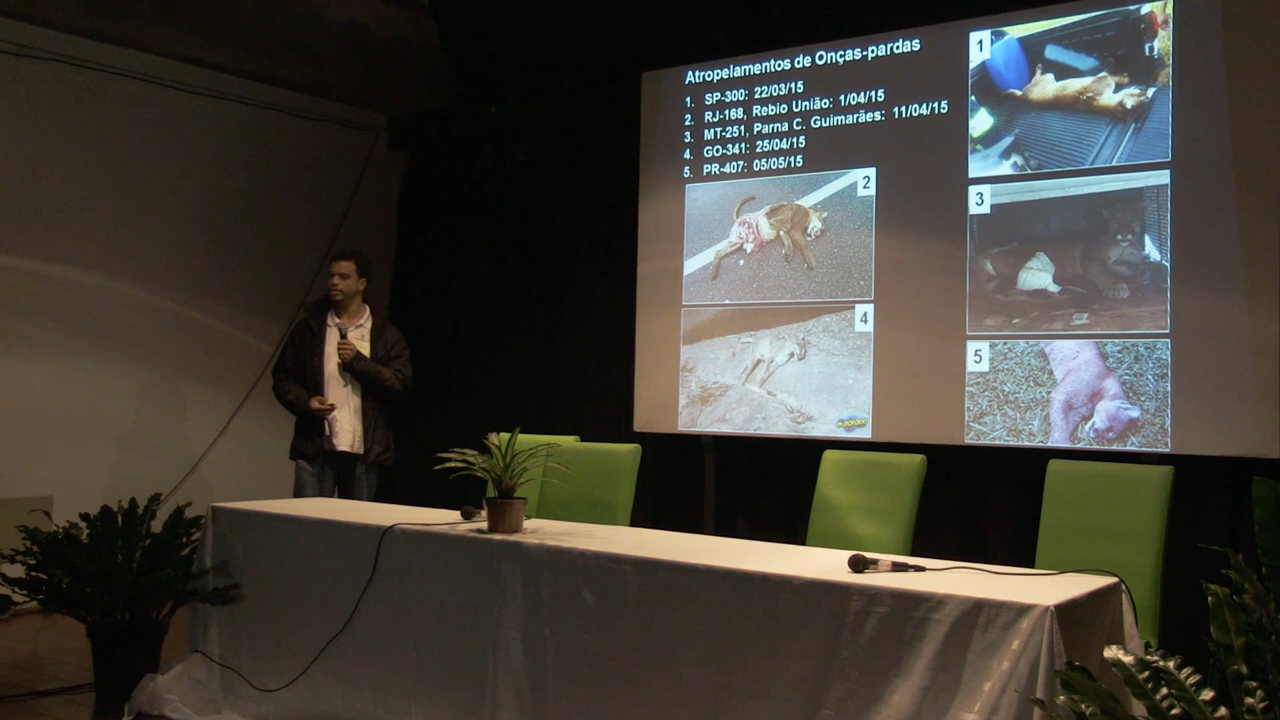 Atropelamentos de Onças-pardas
1. SP-300: 22/03/15
2. RJ-168, Rebio União: 1/04/15
3. MT-251, Parna C. Guimarães: 11/04/15
4. GO-341: 25/04/15
5. PR-407: 05/05/15
1
2
3
4
5